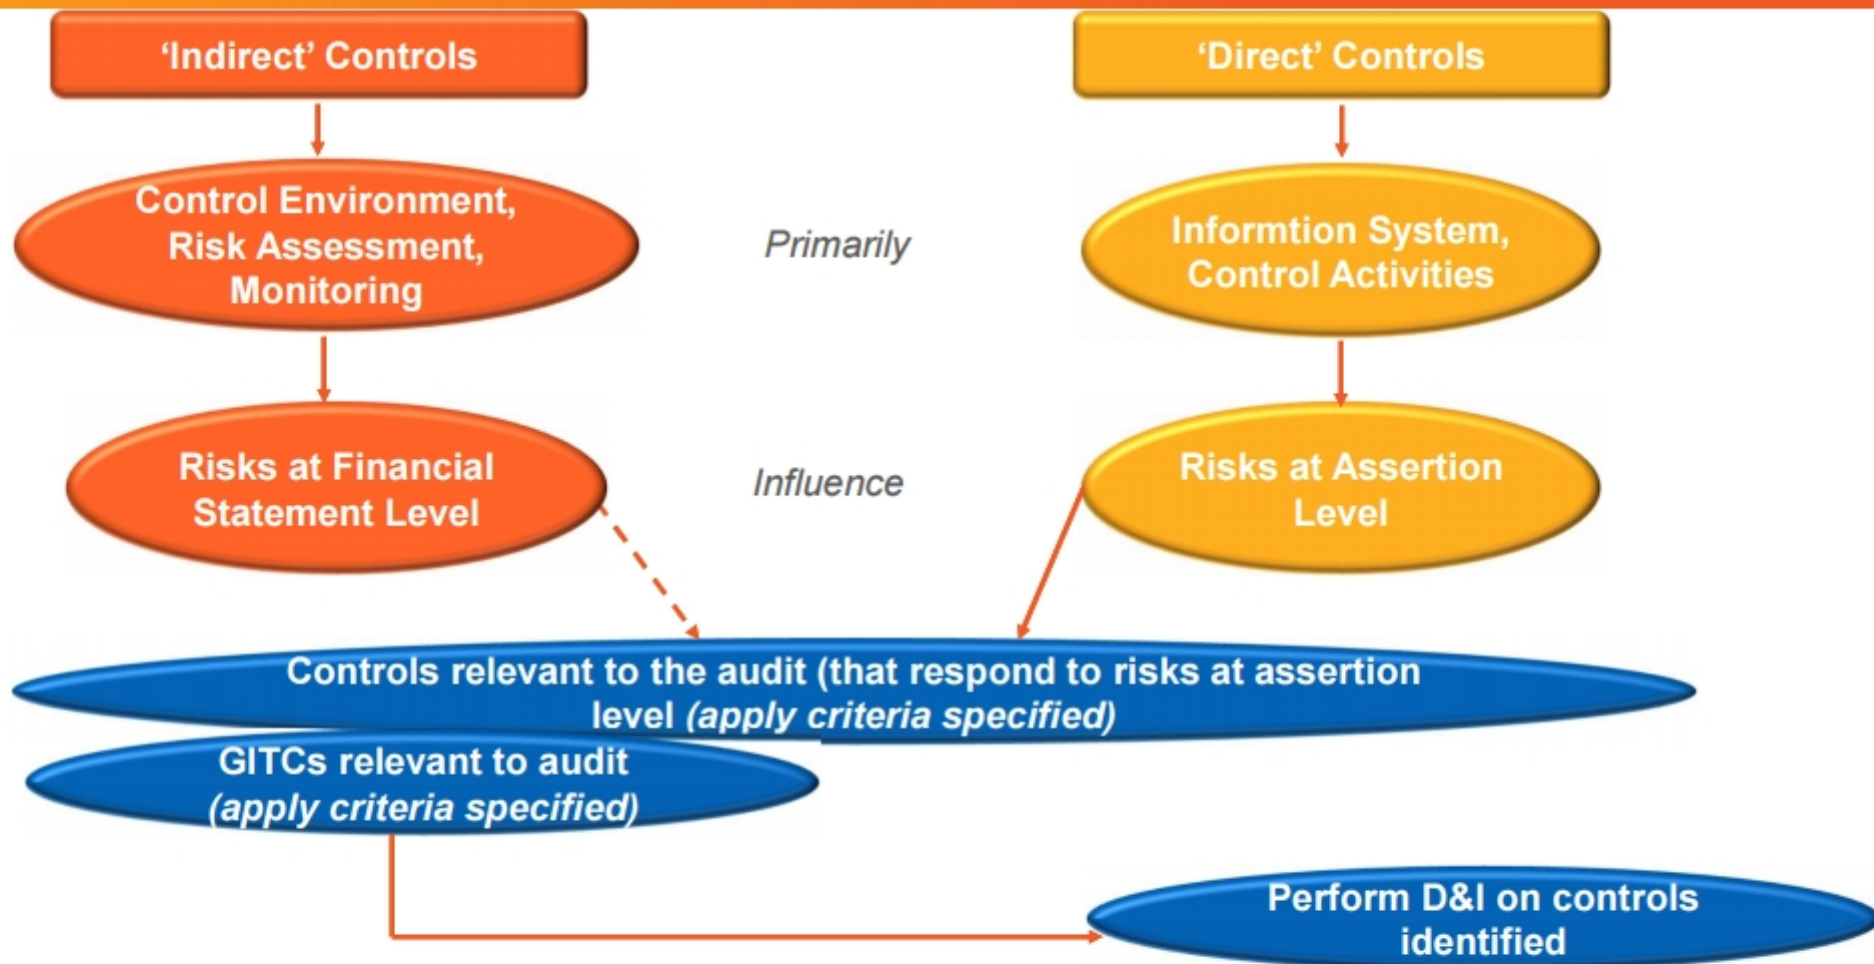 ‘Indirect’ Controls
‘Direct’ Controls
Control Environment,
Risk Assessment,
Monitoring
Primarily
Informtion System,
Control Activities
Risks at Financial
Statement Level
Influence
Risks at Assertion
Level
Controls relevant to the audit (that respond to risks at assertion
level (apply criteria specified)
GITCs relevant to audit
(apply criteria specified)
Perform D&I on controls
identified